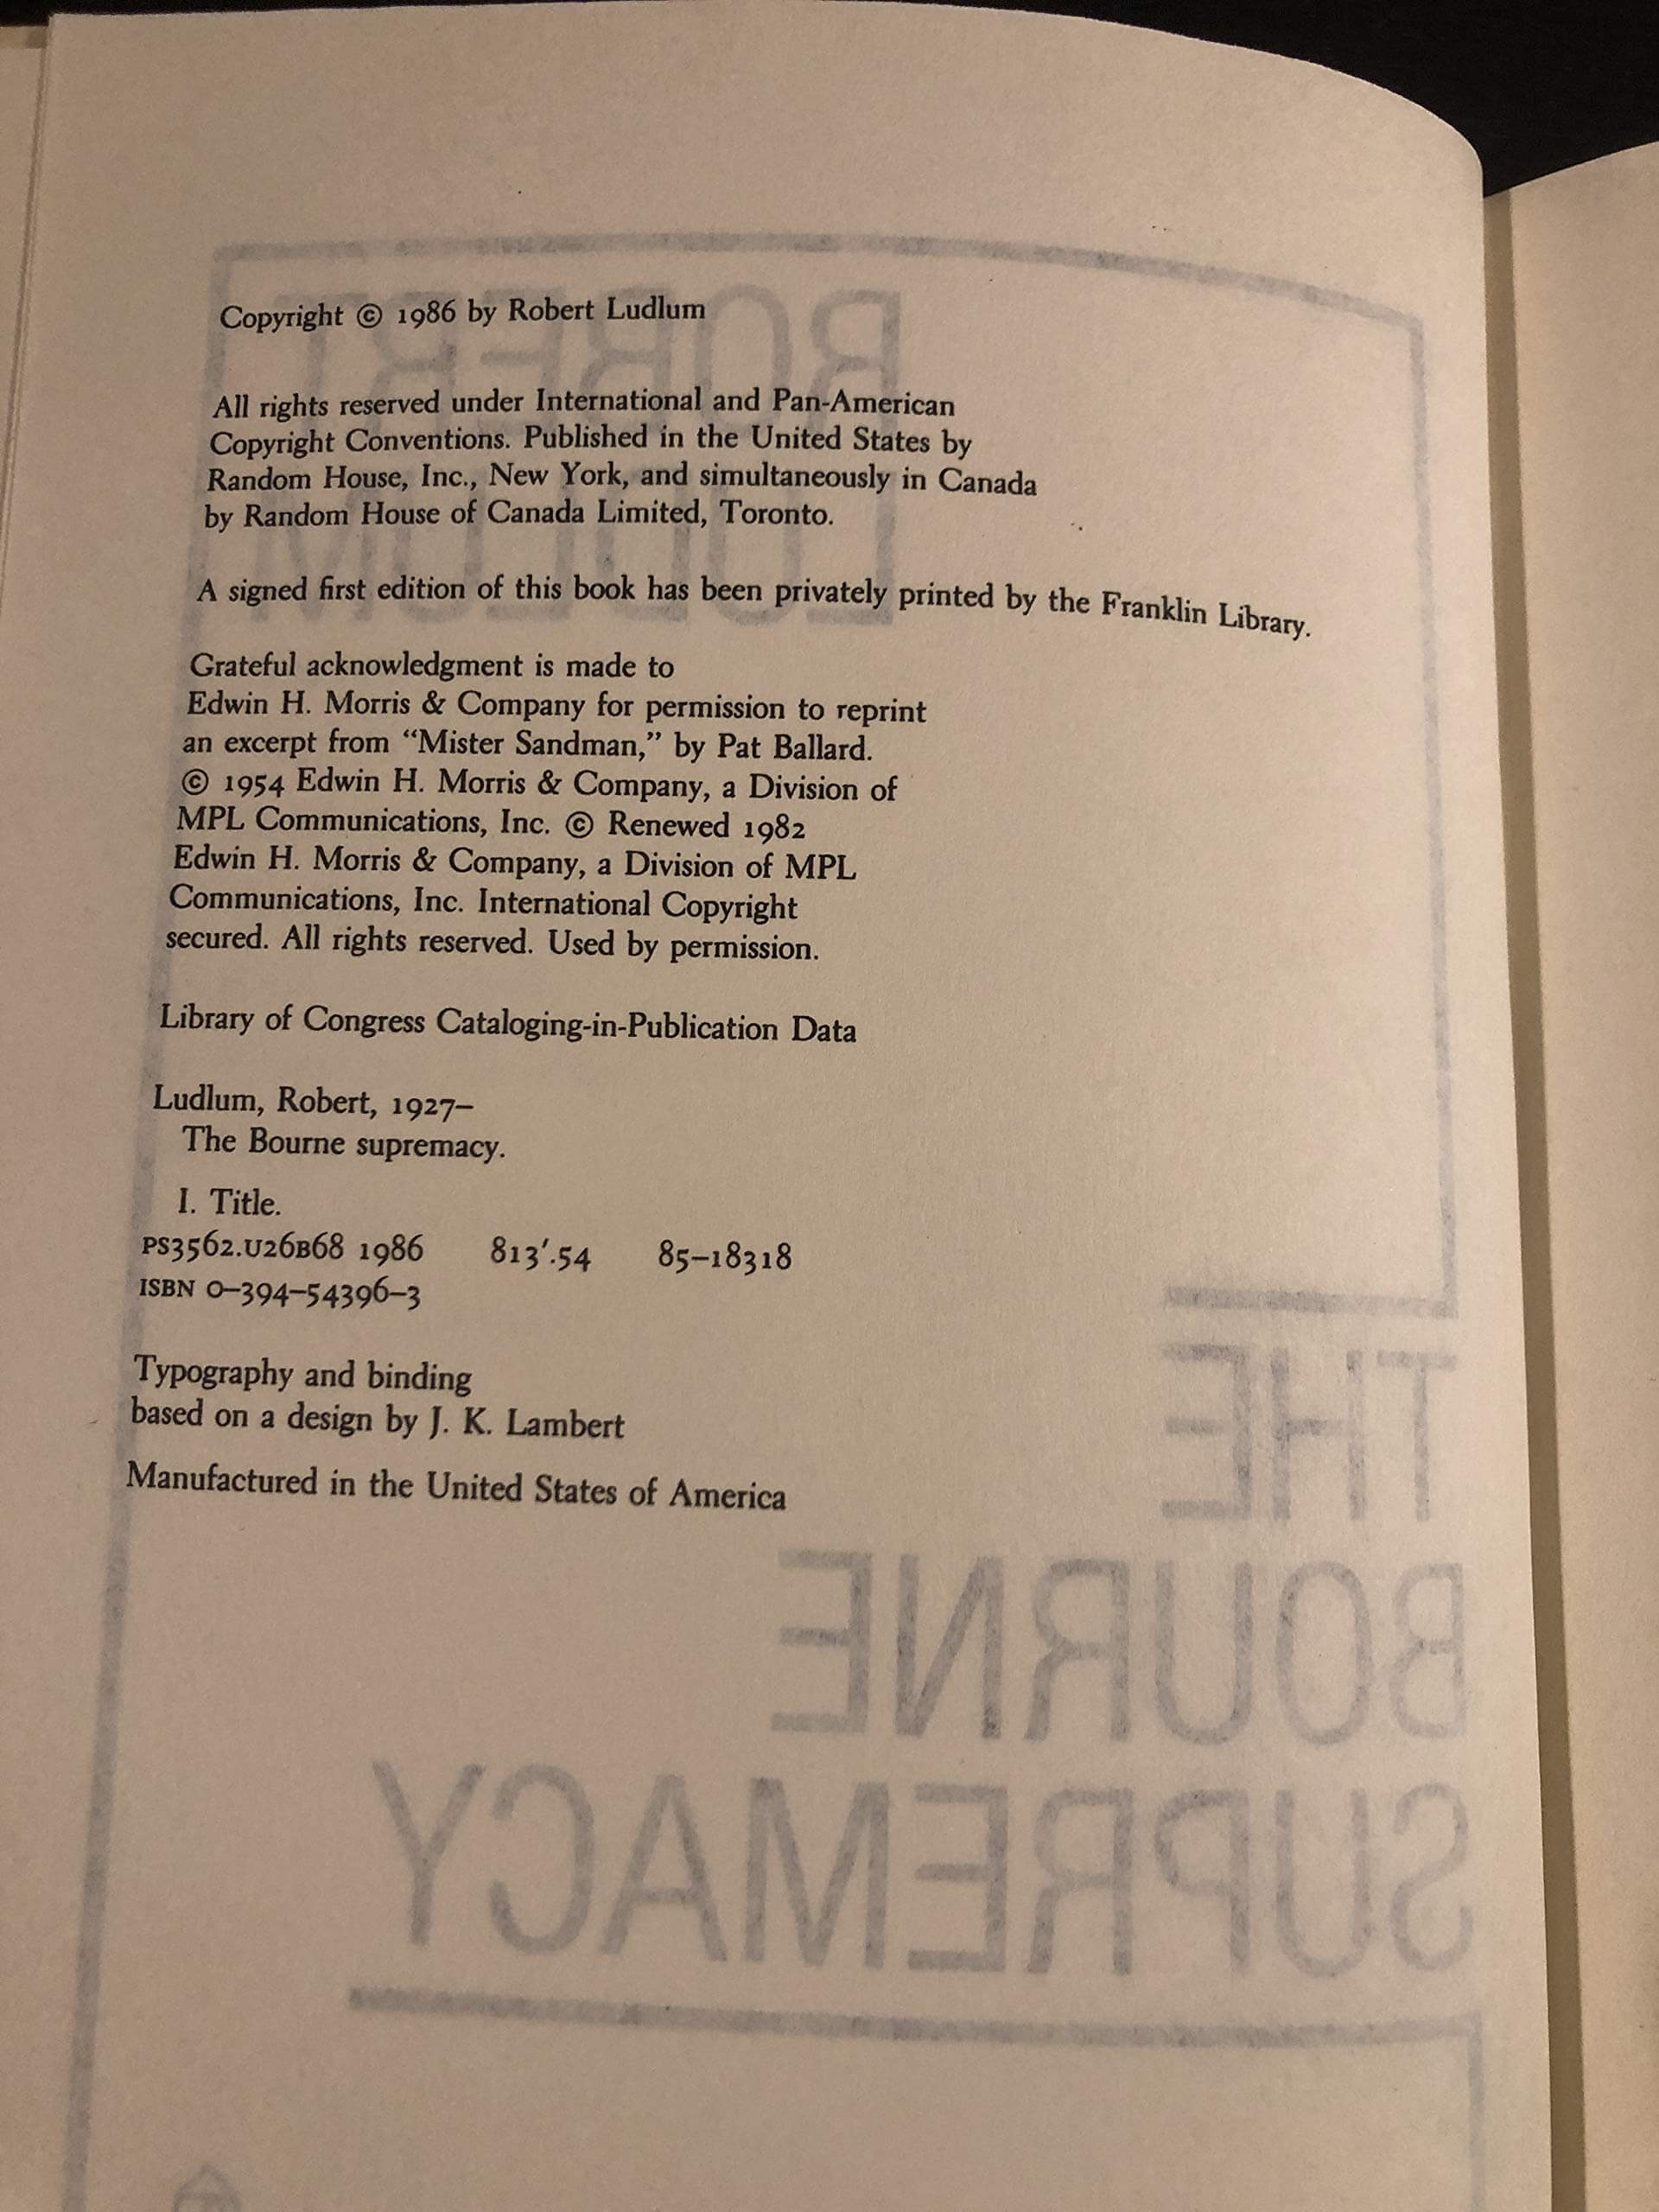 Copyright © 1986 by Robert Ludlum
All rights reserved under International and Pan-American
Copyright Conventions. Published in the United States by
Random House, Inc., New York, and simultaneously in Canada
by Random House of Canada Limited, Toronto.
A signed first edition of this book has been privately printed by the Franklin Library.
Grateful acknowledgment is made to
Edwin H. Morris & Company for permission to reprint
an excerpt from “Mister Sandman,” by Pat Ballard.
© 1954 Edwin H. Morris & Company, a Division of
MPL Communications, Inc. © Renewed 1982
Edwin H. Morris & Company, a Division of MPL
Communications, Inc. International Copyright
secured. All rights reserved. Used by permission.
Library of Congress Cataloging-in-Publication Data
Ludlum, Robert, 1927–
The Bourne supremacy.
I. Title.
PS3562.U26B68 1986 813′.54 85–18318
ISBN 0–394–54396–3
Typography and binding
based on a design by J. K. Lambert
Manufactured in the United States of America
ROBERT
LUDLUM
THE
BOURNE
SUPREMACY